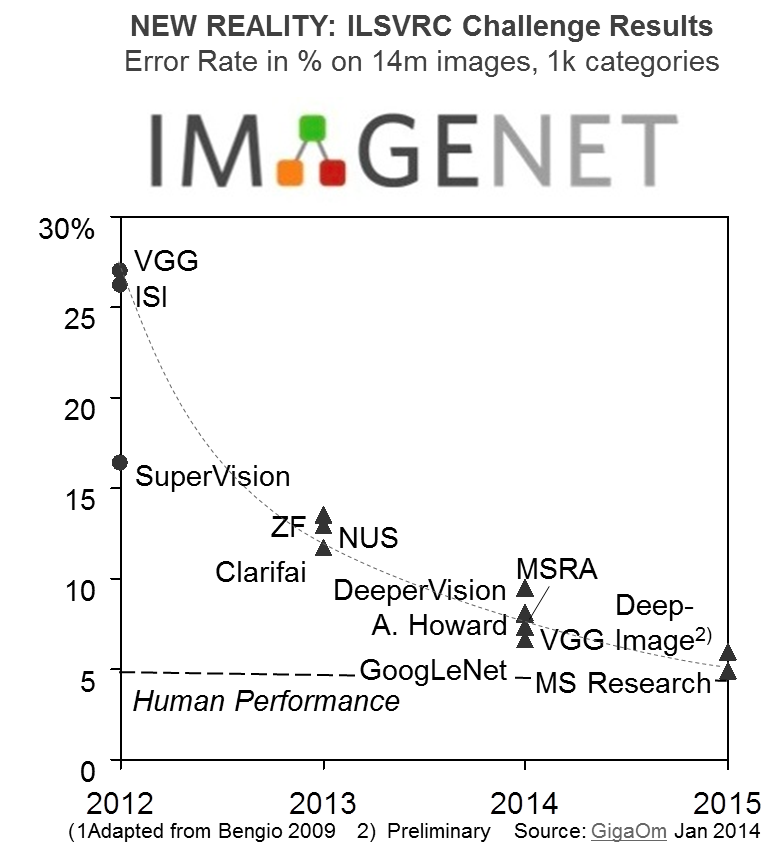 NEW REALITY: ILSVRC Challenge Results
Error Rate in % on 14m images, 1k categories
IMAGENET
30%
VGG
ISI
25
20
SuperVision
15
ZF
NUS
Clarifai
10
MSRA
DeeperVision
Deep-
A. Howard
VGG Image2)
GoogLeNet
5
MS Research
Human Performance
0
2012 2013 2014 2015
(1Adapted from Bengio 2009 2) Preliminary Source: GigaOm Jan 2014